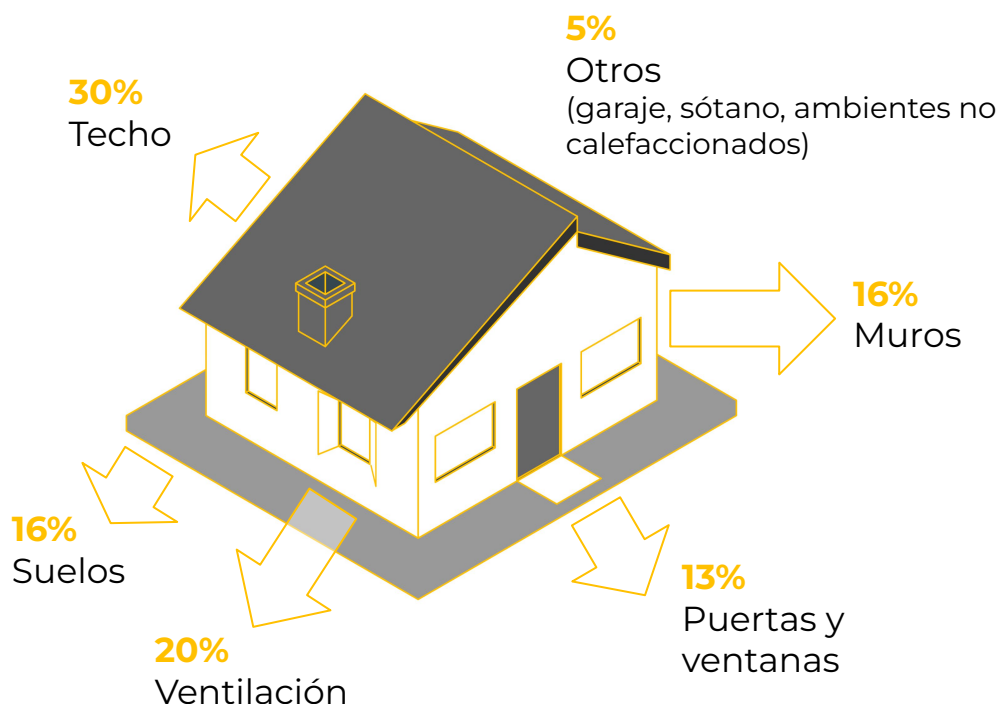 5%
Otros
(garaje, sótano, ambientes no
calefaccionados)
30%
Techo
16%
Muros
16%
Suelos
13%
Puertas y
ventanas
20%
Ventilación